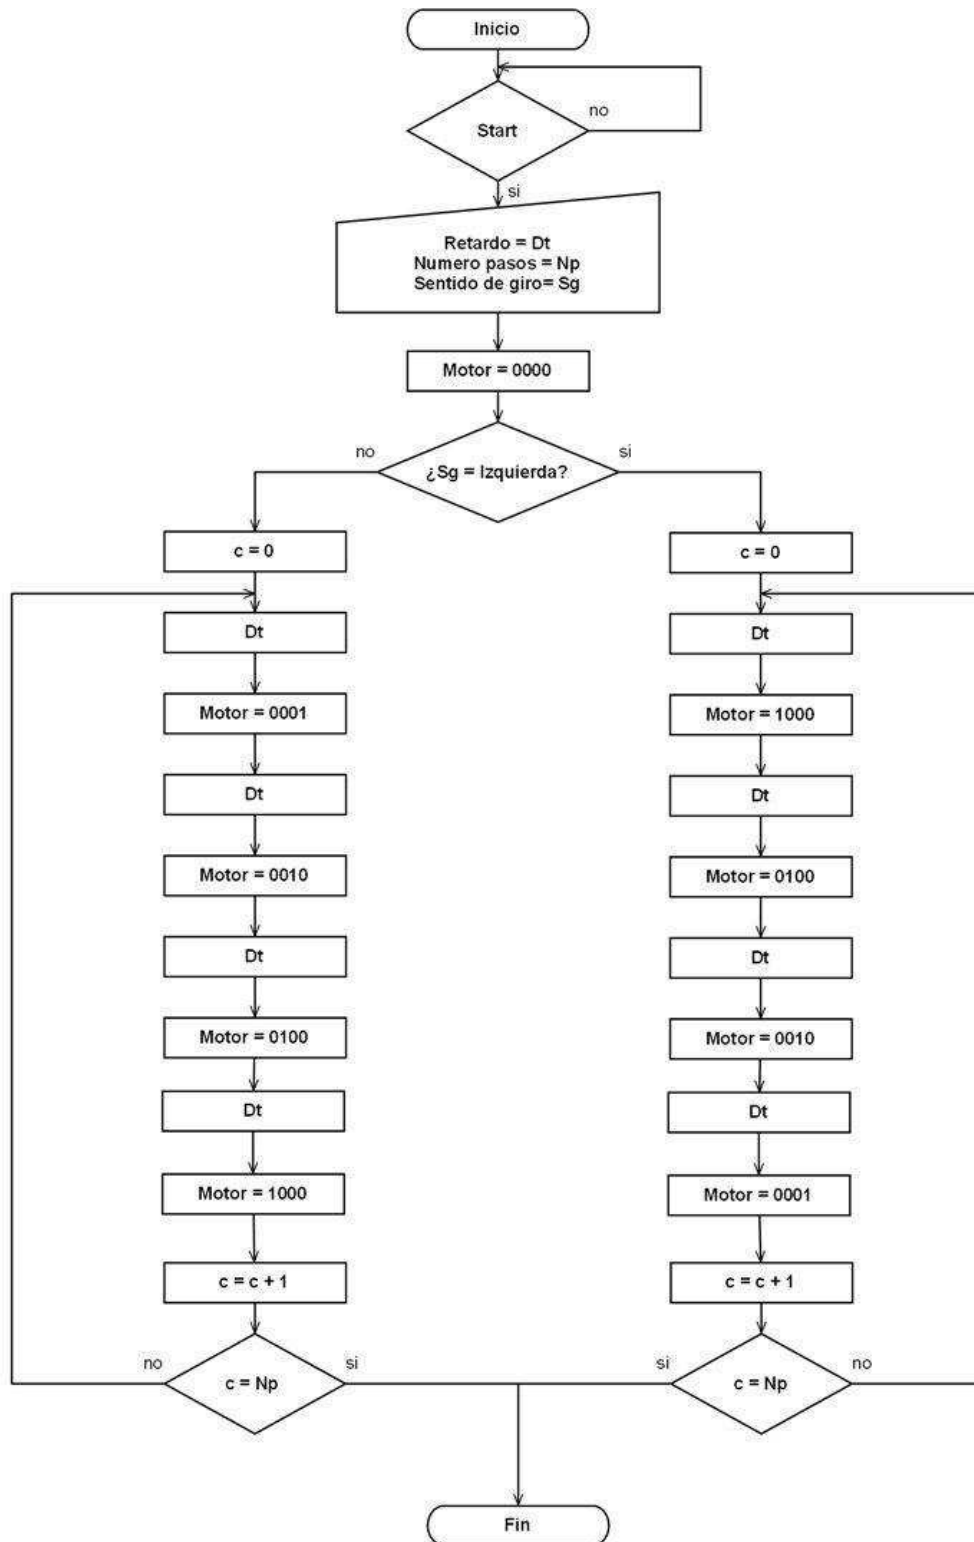 Inicio
Start
no
si
Retardo = Dt
Numero pasos = Np
Sentido de giro= Sg
Motor = 0000
¿Sg = Izquierda?
no
si
c = 0
Dt
Motor = 0001
Dt
Motor = 0010
Dt
Motor = 0100
Dt
Motor = 1000
c = c + 1
c = Np
no
si
c = 0
Dt
Motor = 1000
Dt
Motor = 0100
Dt
Motor = 0010
Dt
Motor = 0001
c = c + 1
c = Np
si
no
Fin